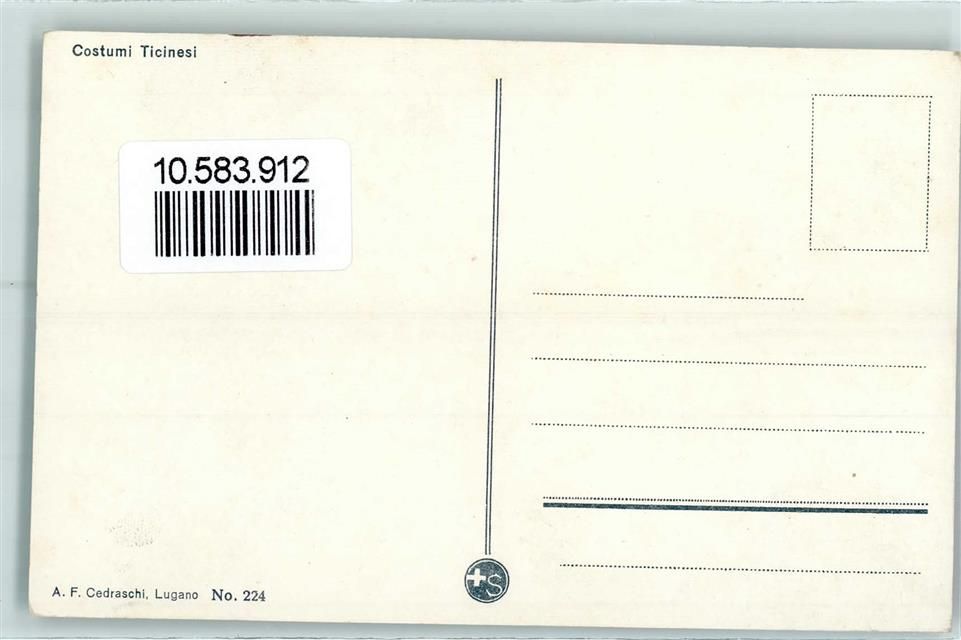 Costumi Ticinesi
10.583.912
+S
A. F. Cedraschi, Lugano No. 224